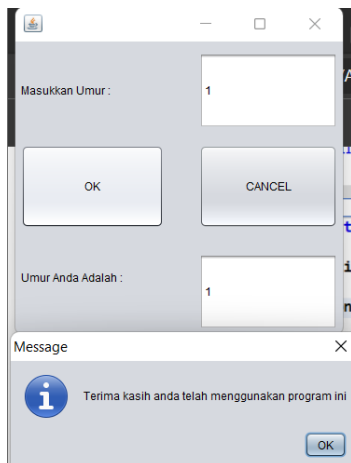 Masukkan Umur :
1
OK
CANCEL
Umur Anda Adalah :
1
Message
Terima kasih anda telah menggunakan program ini
OK